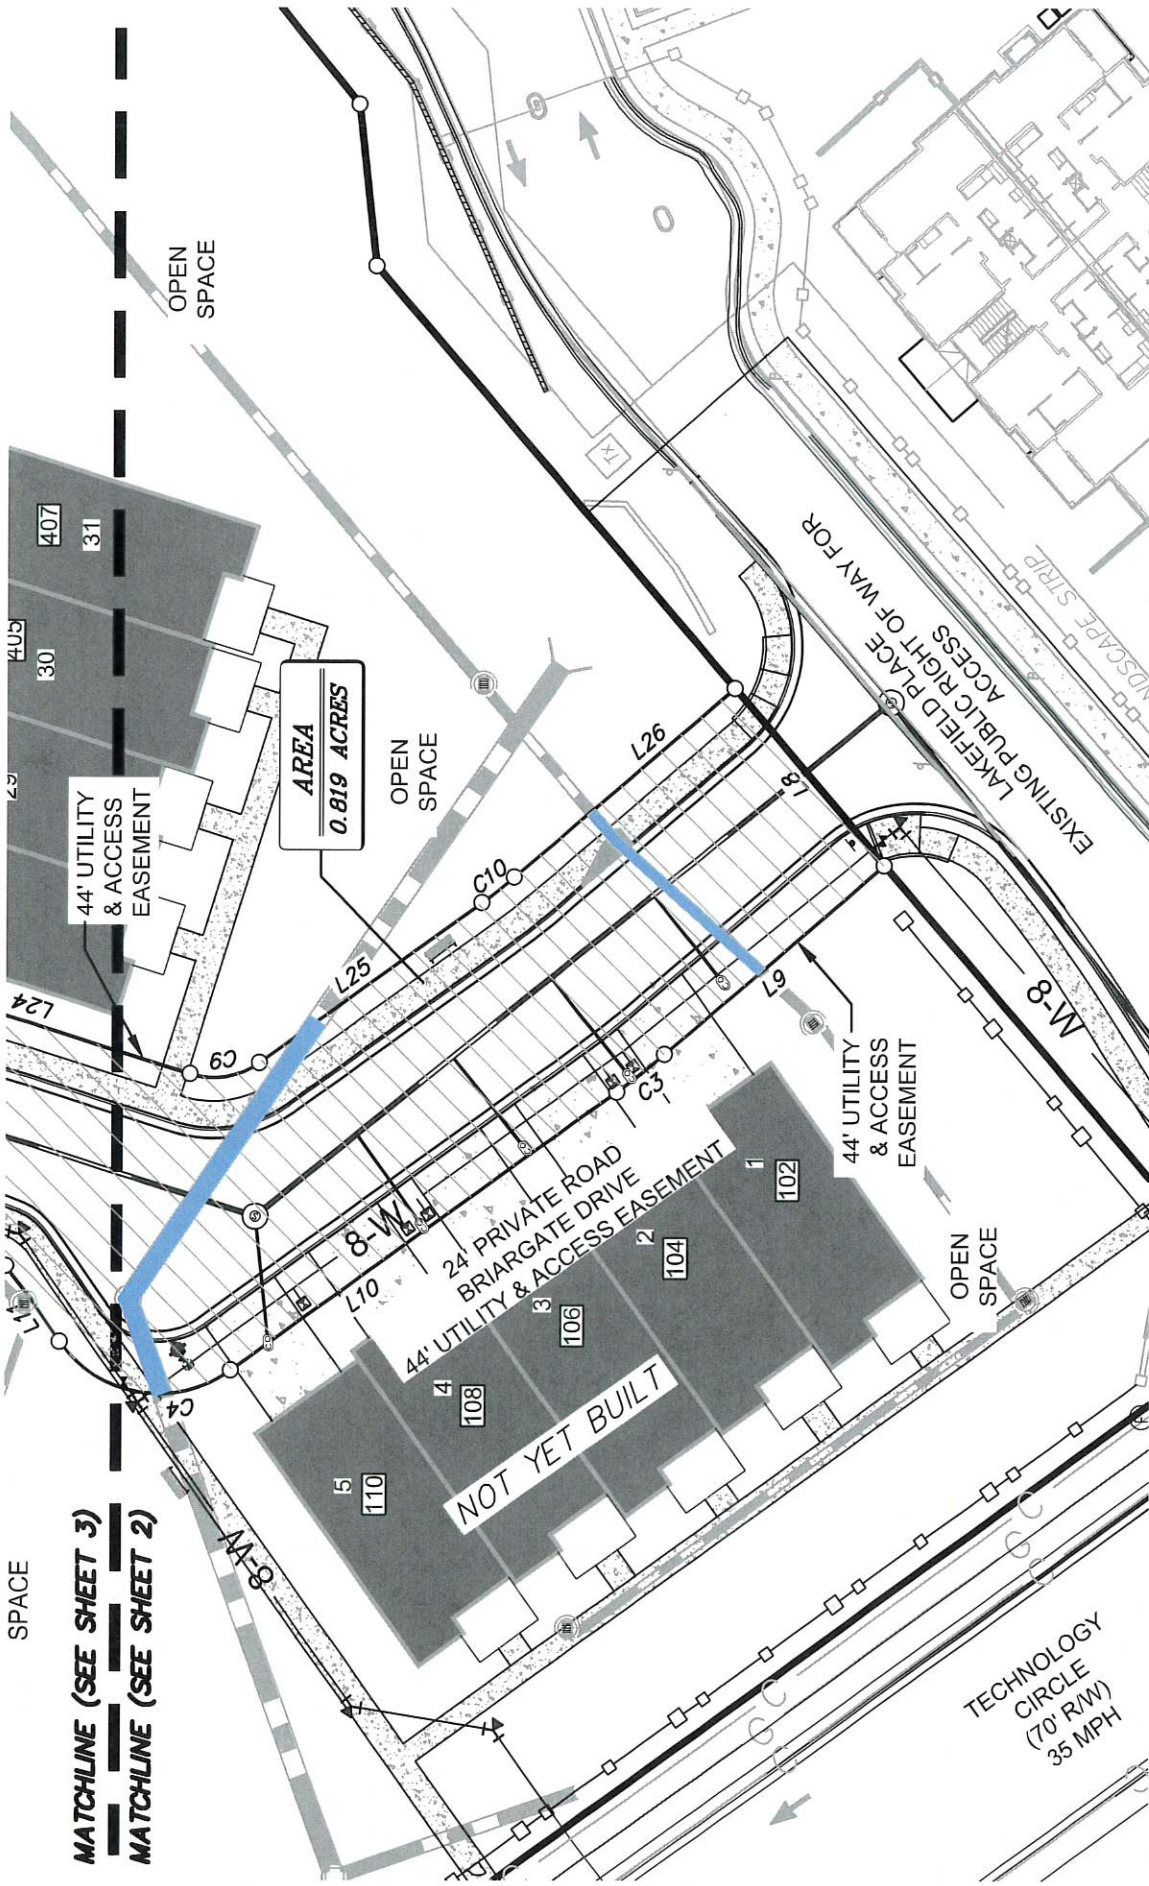 SPACE
MATCHLINE (SEE SHEET 3)
MATCHLINE (SEE SHEET 2)
OPEN
SPACE
407
31
405
30
29
44' UTILITY
& ACCESS
EASEMENT
AREA
0.819 ACRES
OPEN
SPACE
L24
C9
L25
C10
L26
L8
L9
C3
L10
C4
S
S
Tx
8-W
8-W
8-W
24' PRIVATE ROAD
BRIARGATE DRIVE
44' UTILITY & ACCESS EASEMENT
44' UTILITY
& ACCESS
EASEMENT
LAKEFIELD PLACE
EXISTING PUBLIC RIGHT OF WAY FOR
ACCESS
NDSCAPE STRIP
1
102
2
104
3
106
4
108
5
110
NOT YET BUILT
OPEN
SPACE
TECHNOLOGY
CIRCLE
(70' R/W)
35 MPH